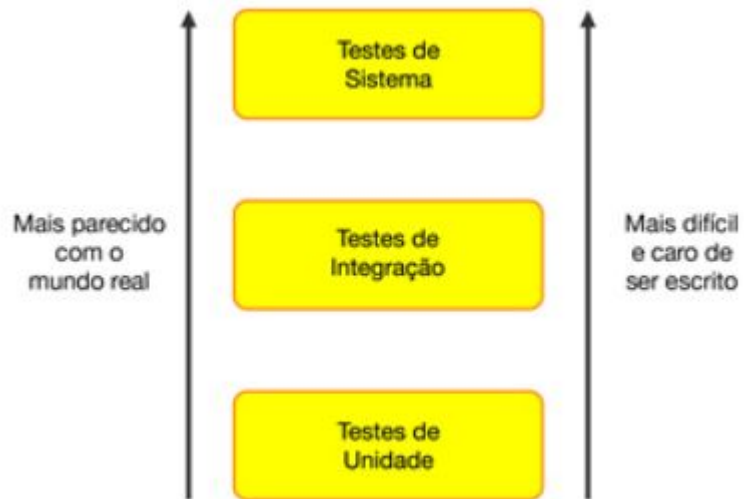 Testes de
Sistema
Mais parecido
com o
mundo real
Testes de
Integração
Mais difícil
e caro de
ser escrito
Testes de
Unidade